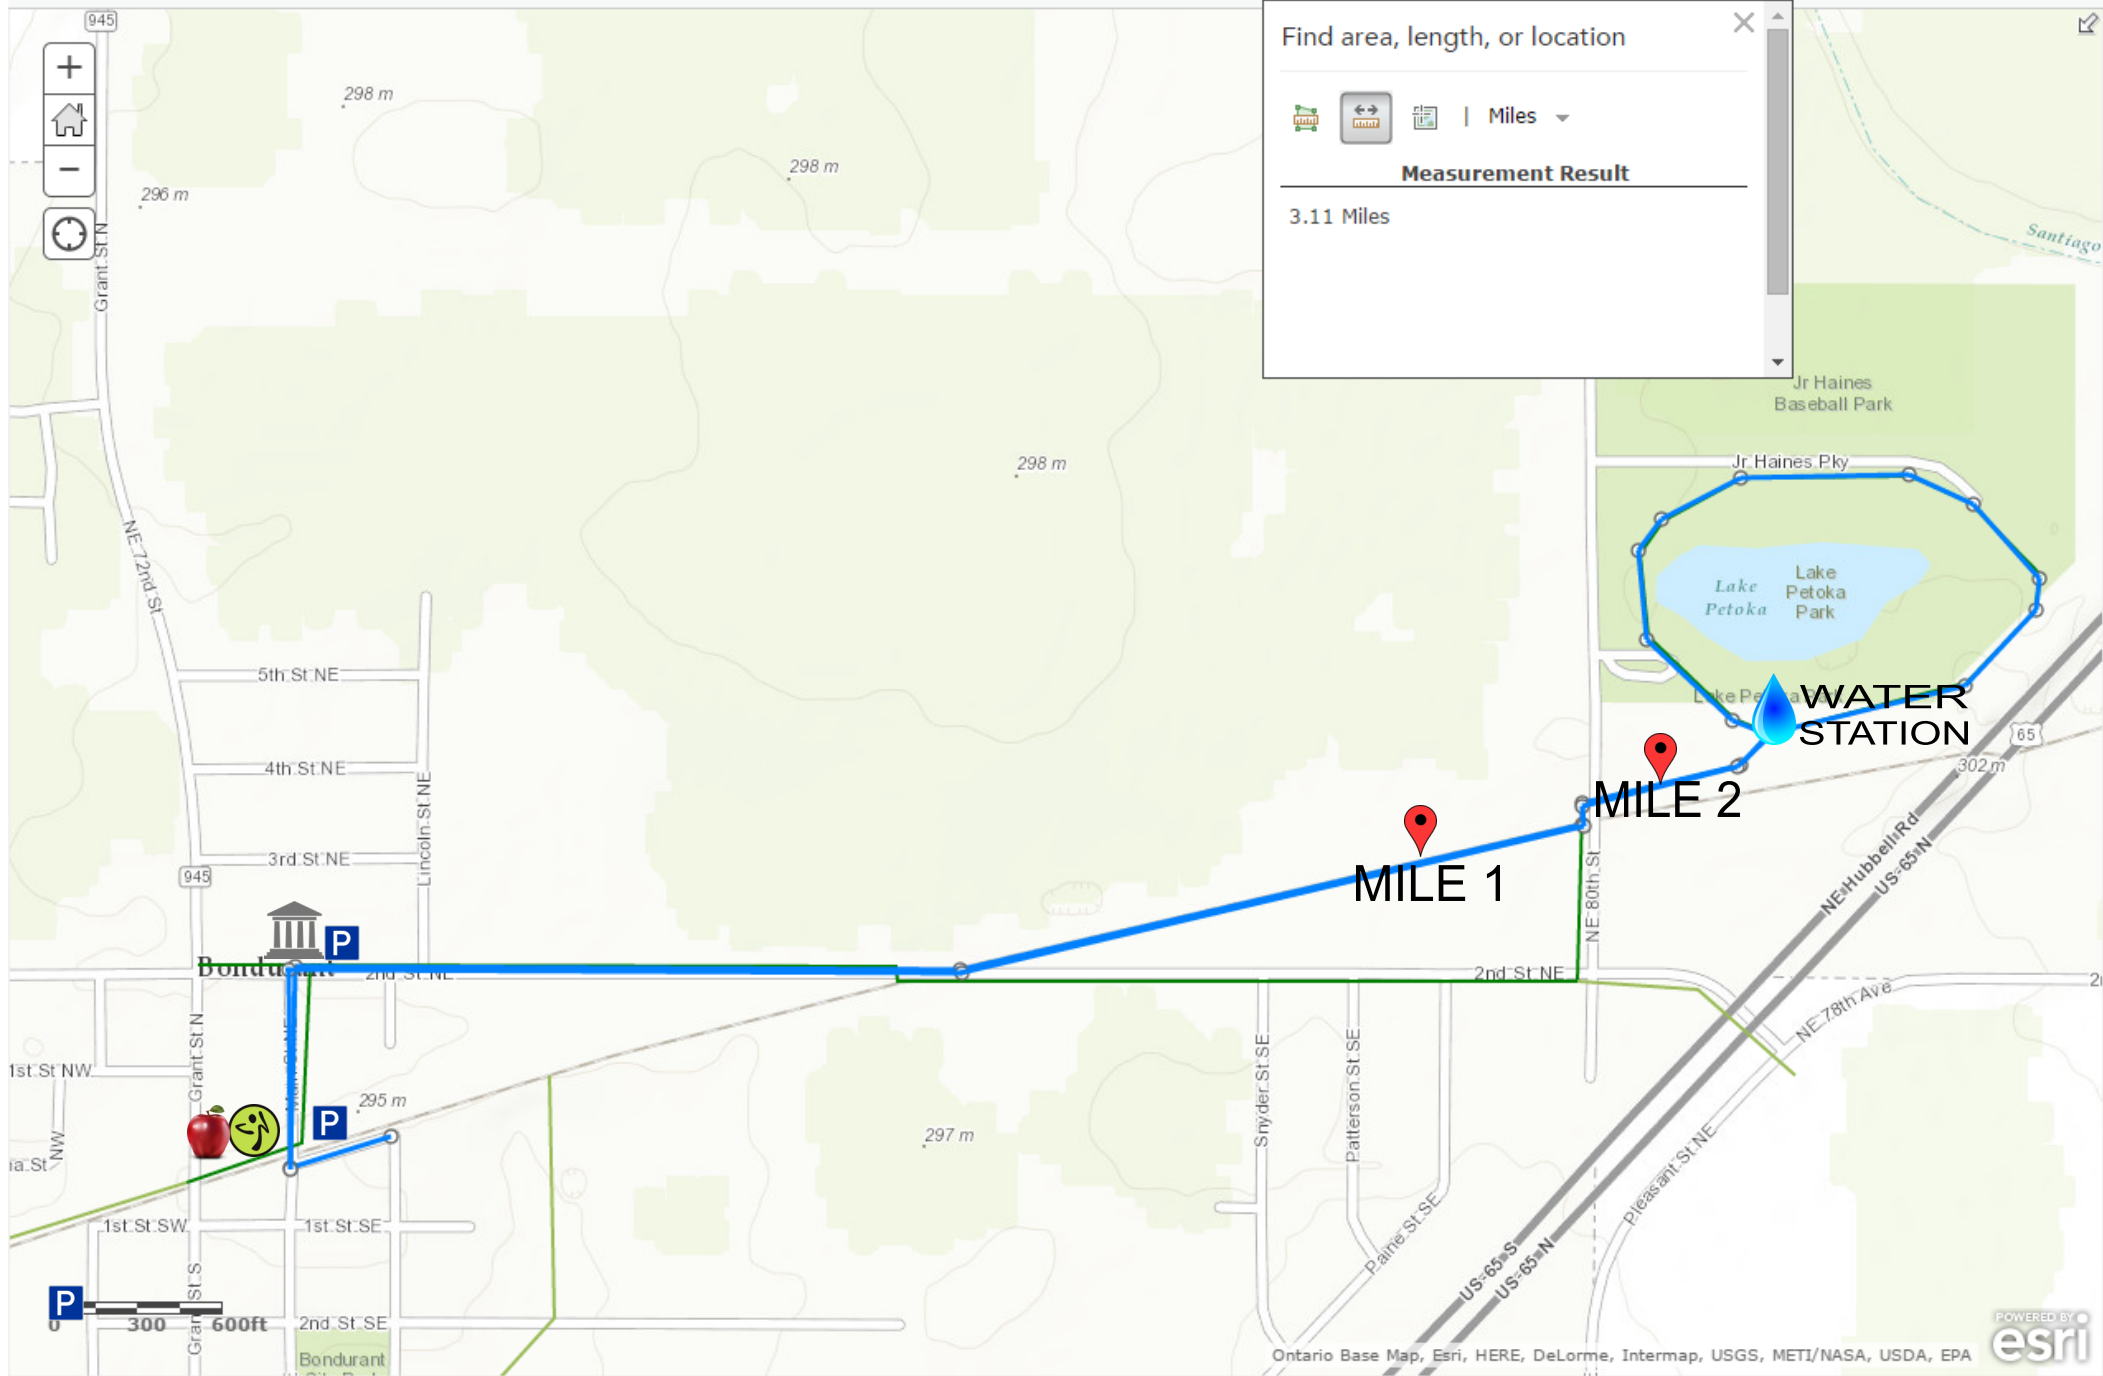 945
Find area, length, or location
Miles
Measurement Result
3.11 Miles
298 m
298 m
296 m
Grant St N
Santiago
Jr Haines
Baseball Park
Jr Haines Pky
298 m
NE 72nd St
Lake
Petoka
Lake
Petoka
Park
5th St NE
WATER
STATION
65
302 m
4th St NE
Lincoln St NE
MILE 2
MILE 1
3rd St NE
945
NE Hubbell Rd
US-65 N
NE 80th St
P
Bondurant
2nd St NE
2nd St NE
NE 78th Ave
Grant St N
1st St NW
295 m
P
NW
297 m
Snyder St SE
Patterson St SE
Pleasant St NE
1st St SW
1st St SE
Paine St SE
US-65 S
US-65 N
P
0 300 600ft
2nd St SE
Bondurant
POWERED BY
esri
Ontario Base Map, Esri, HERE, DeLorme, Intermap, USGS, METI/NASA, USDA, EPA